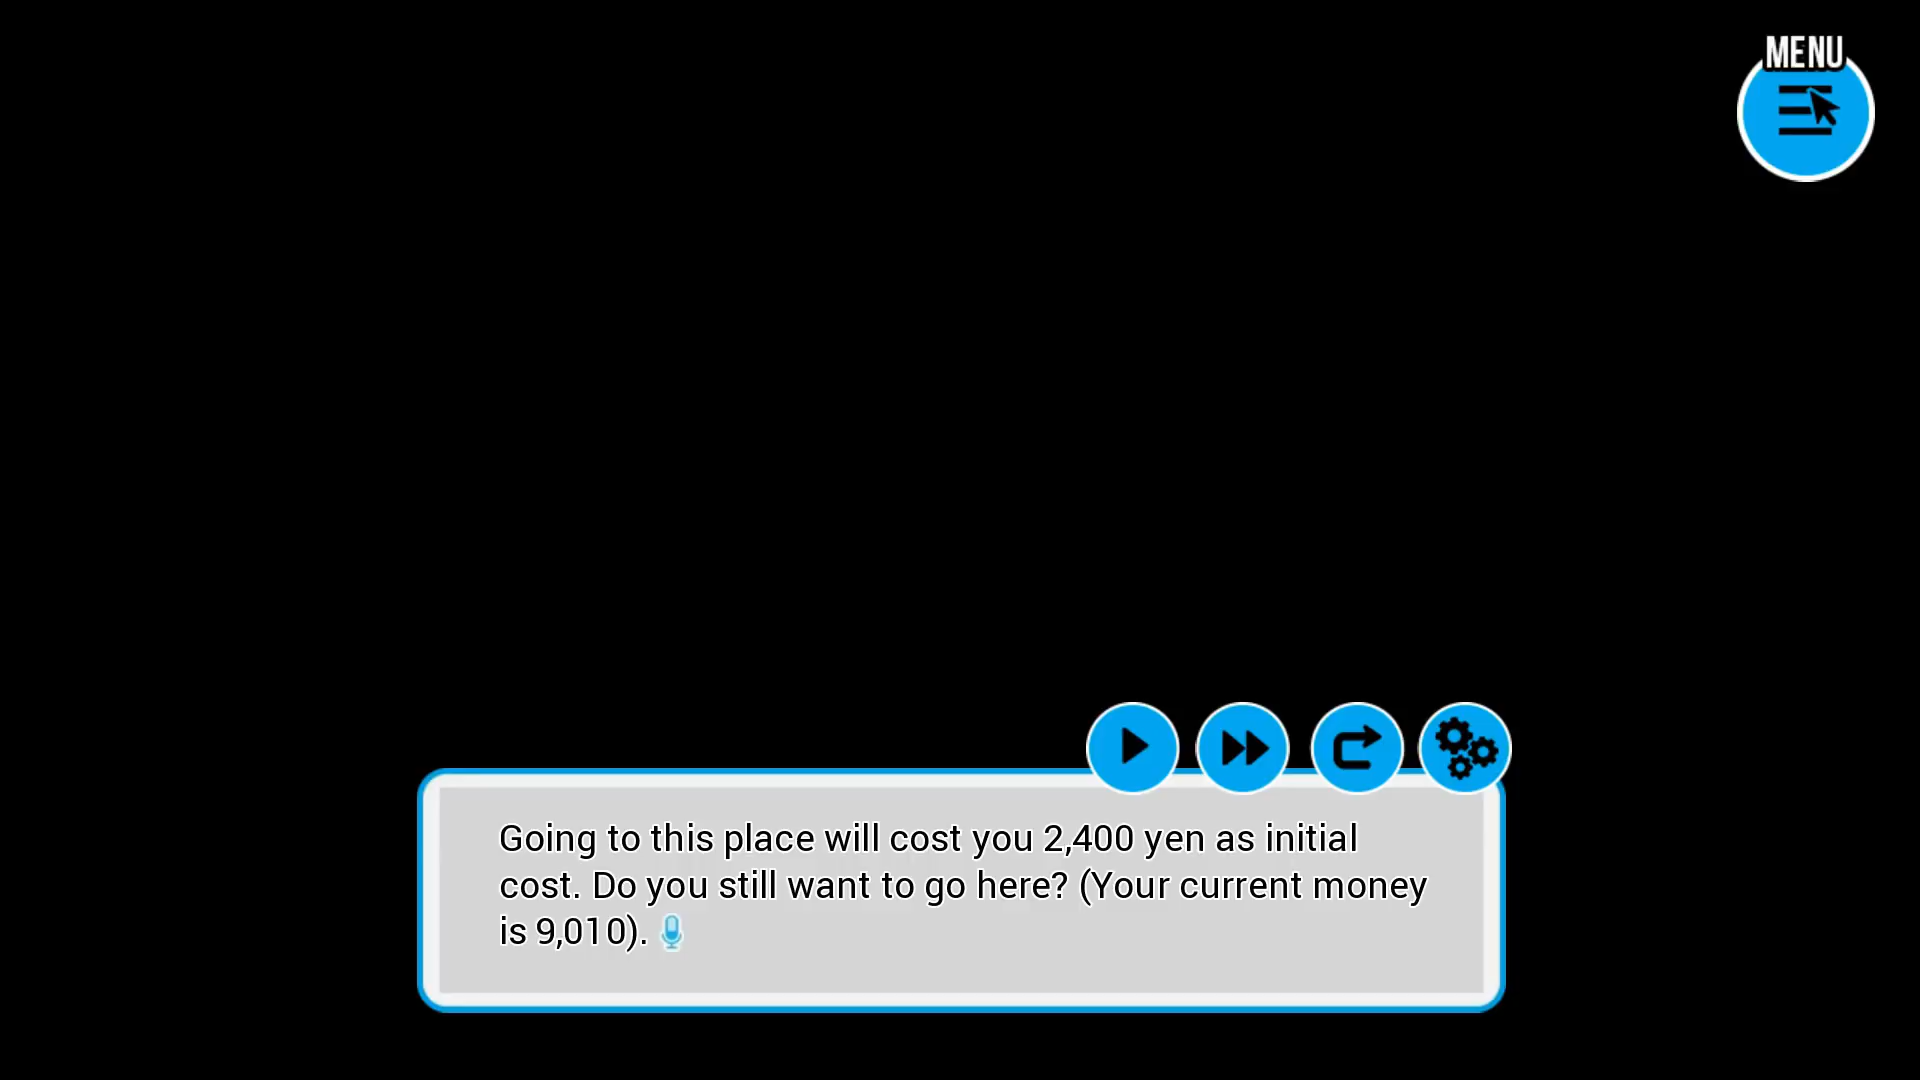 MENU
Going to this place will cost you 2,400 yen as initial
cost. Do you still want to go here? (Your current money
is 9,010).